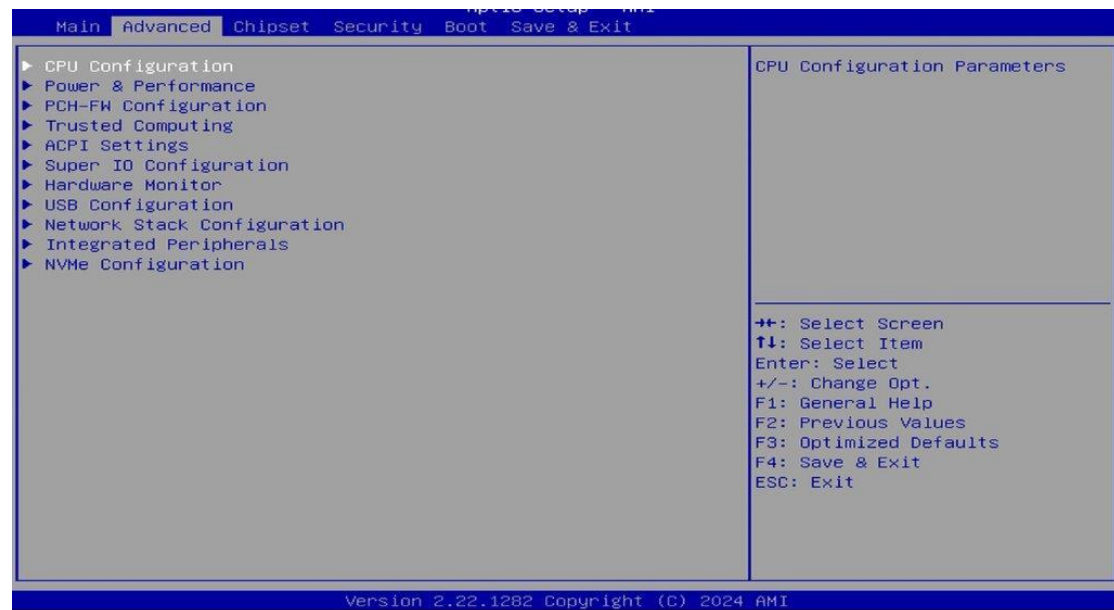 Aptio Setup - AMI
Main Advanced Chipset Security Boot Save & Exit
▶ CPU Configuration
▶ Power & Performance
▶ PCH-FW Configuration
▶ Trusted Computing
▶ ACPI Settings
▶ Super IO Configuration
▶ Hardware Monitor
▶ USB Configuration
▶ Network Stack Configuration
▶ Integrated Peripherals
▶ NVMe Configuration
CPU Configuration Parameters
→←: Select Screen
↑↓: Select Item
Enter: Select
+/-: Change Opt.
F1: General Help
F2: Previous Values
F3: Optimized Defaults
F4: Save & Exit
ESC: Exit
Version 2.22.1282 Copyright (C) 2024 AMI